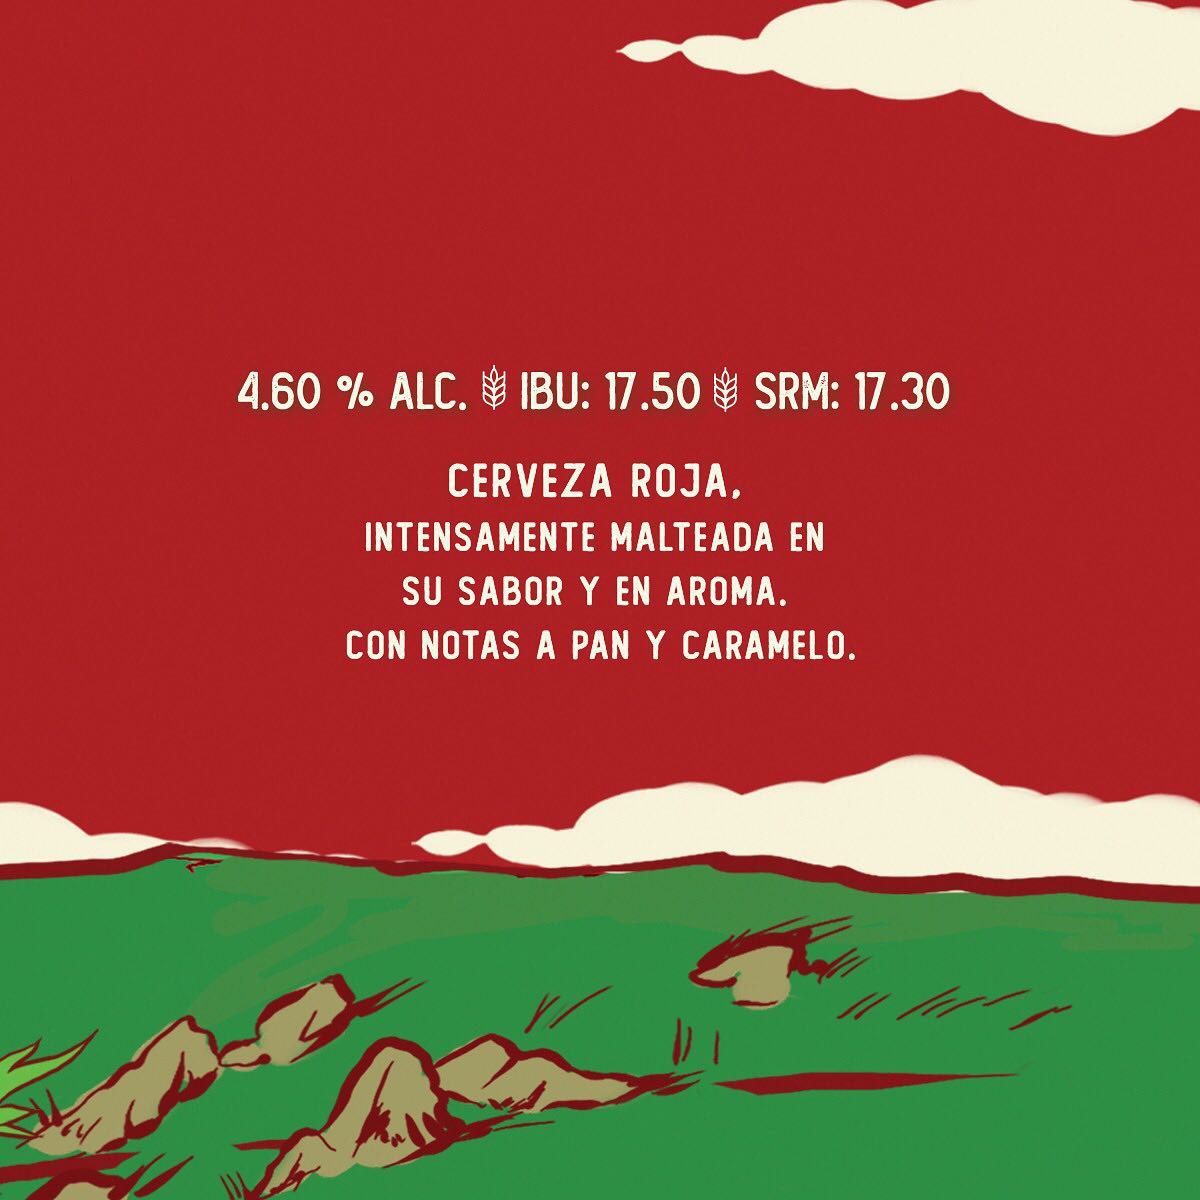 4.60 % ALC. IBU: 17.50 SRM: 17.30
CERVEZA ROJA,
INTENSAMENTE MALTEADA EN
SU SABOR Y EN AROMA.
CON NOTAS A PAN Y CARAMELO.